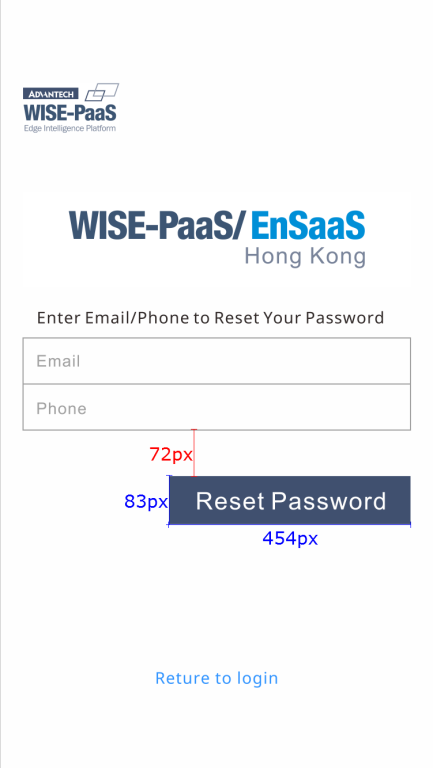 ADVANTECH
WISE-PaaS
Edge Intelligence Platform
WISE-PaaS/EnSaaS
Hong Kong
Enter Email/Phone to Reset Your Password
Email
Phone
72px
83px
Reset Password
454px
Reture to login